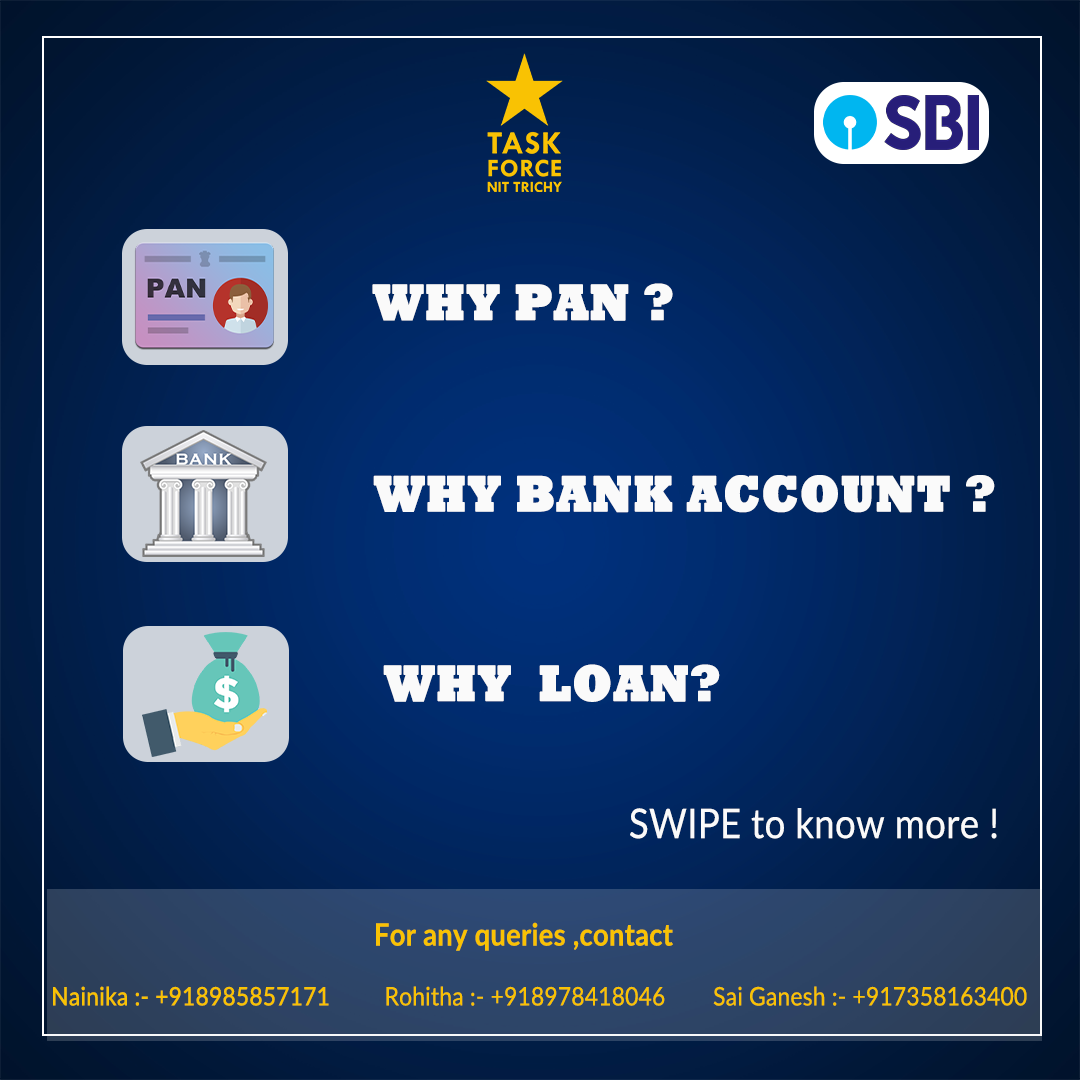 TASK
FORCE
NIT TRICHY
SBI
PAN
WHY PAN ?
BANK
WHY BANK ACCOUNT ?
$
WHY LOAN?
SWIPE to know more !
For any queries ,contact
Nainika :- +918985857171 Rohitha :- +918978418046 Sai Ganesh :- +917358163400